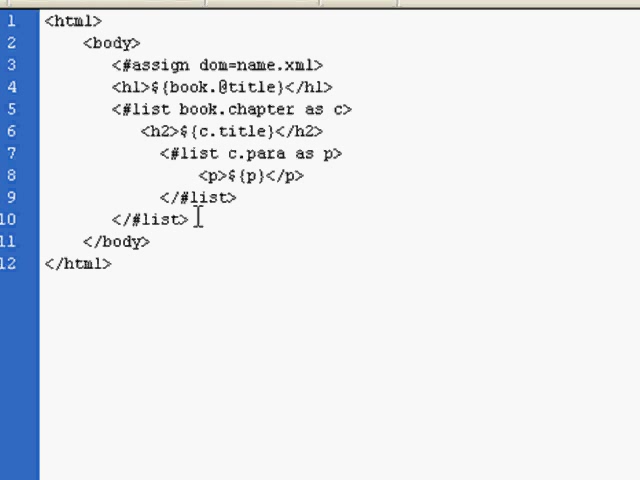 1 <html>
2 <body>
3 <#assign dom=name.xml>
4 <h1>${book.@title}</h1>
5 <#list book.chapter as c>
6 <h2>${c.title}</h2>
7 <#list c.para as p>
8 <p>${p}</p>
9 </#list>
10 </#list>
11 </body>
12 </html>